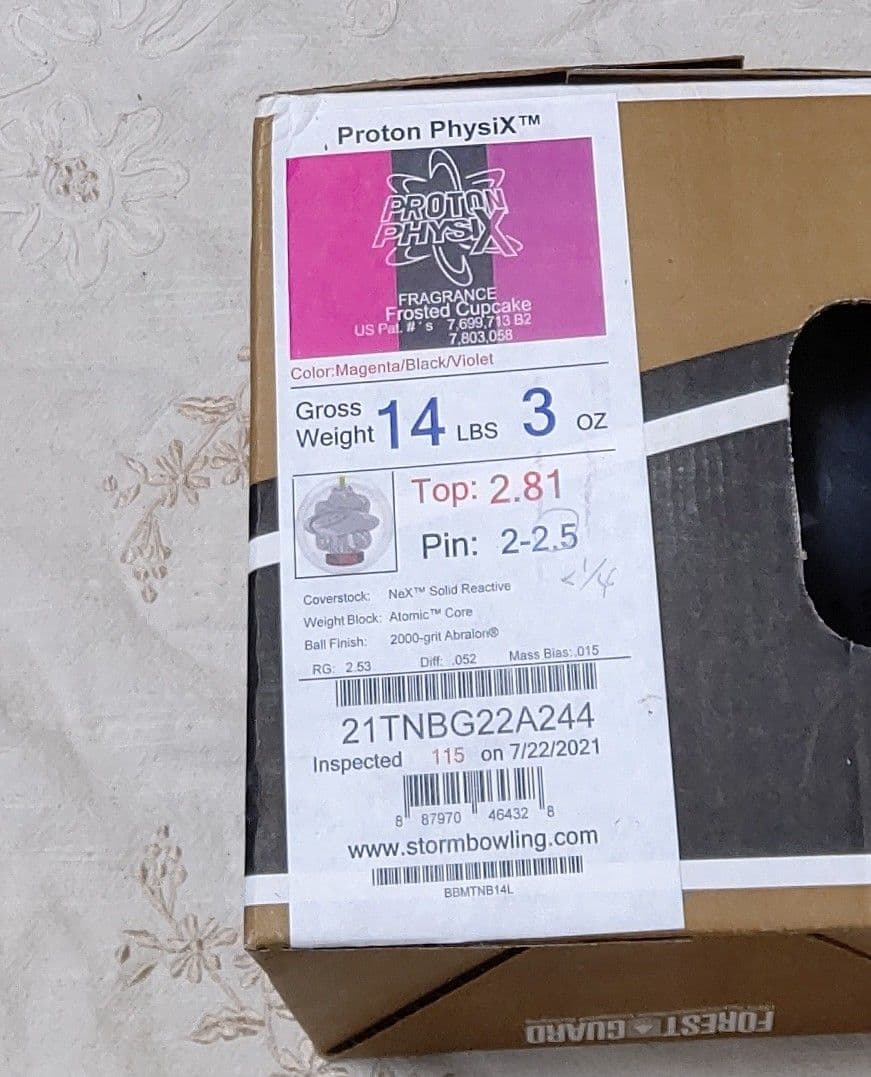 Proton PhysiX™
PROTON
PHYSIX
FRAGRANCE
Frosted Cupcake
US Pat. #'s 7,699,713 B2
7,803,058
Color:Magenta/Black/Violet
Gross Weight 14 LBS 3 OZ
Top: 2.81
Pin: 2-2.5
<1/4
Coverstock: NeX™ Solid Reactive
Weight Block: Atomic™ Core
Ball Finish: 2000-grit Abralon®
RG: 2.53 Diff: .052 Mass Bias:.015
21TNBG22A244
Inspected 115 on 7/22/2021
8 87970 46432 8
www.stormbowling.com
BBMTNB14L
FOREST GUARD